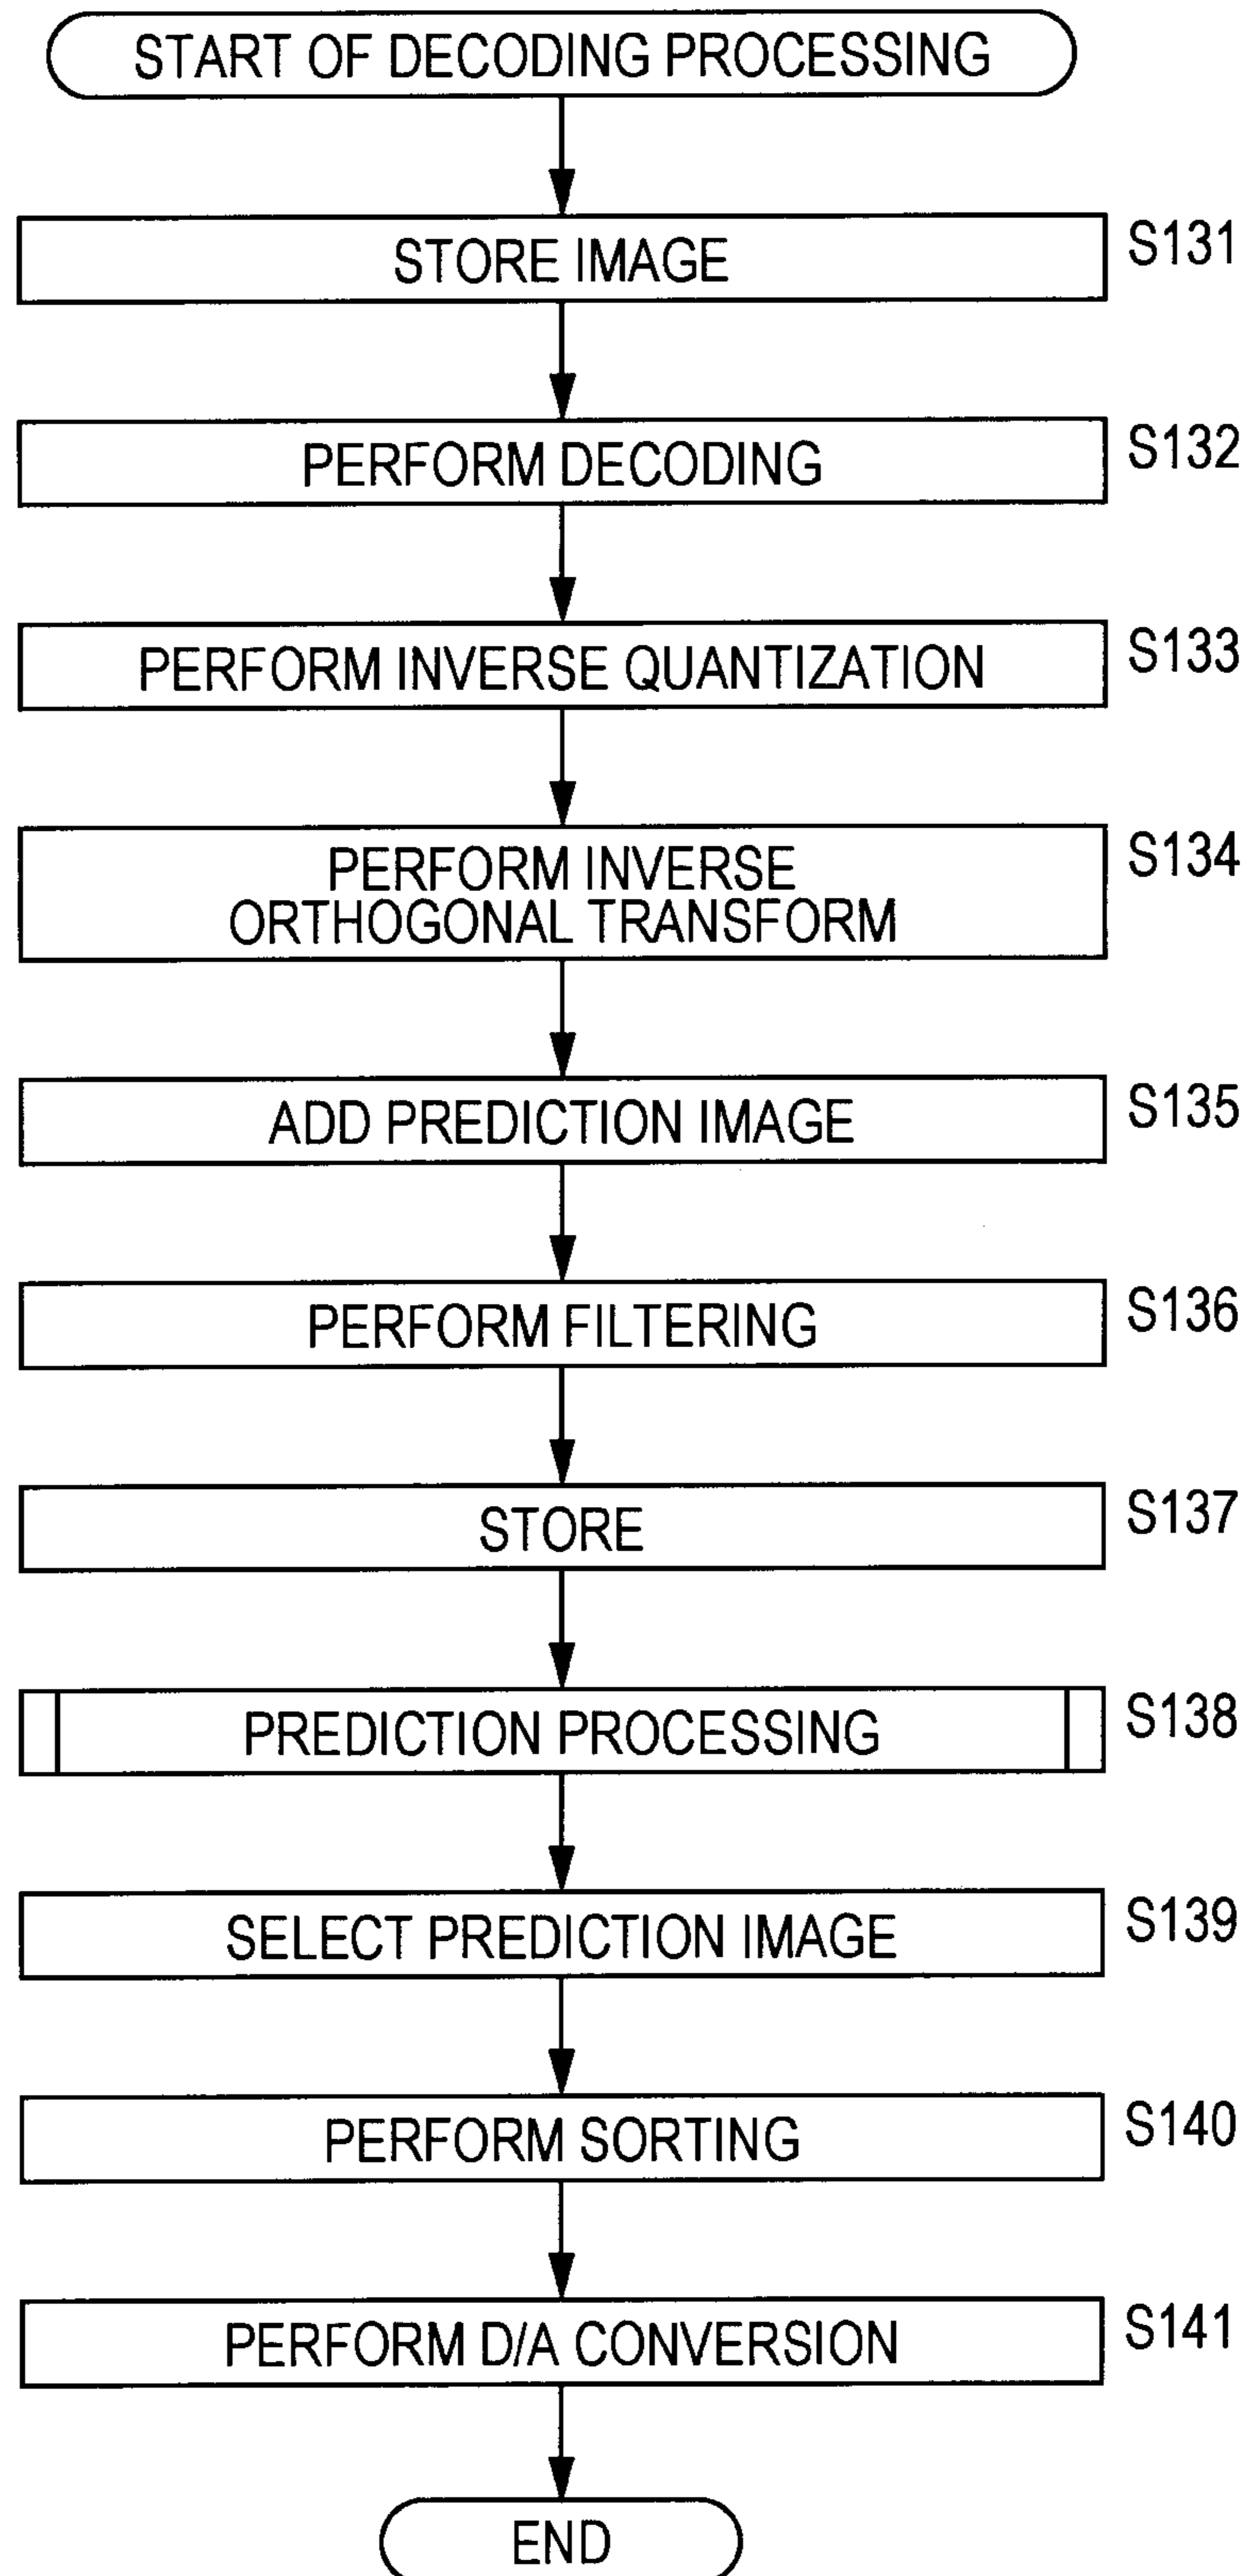 START OF DECODING PROCESSING
STORE IMAGE
S131
PERFORM DECODING
S132
PERFORM INVERSE QUANTIZATION
S133
PERFORM INVERSE
ORTHOGONAL TRANSFORM
S134
ADD PREDICTION IMAGE
S135
PERFORM FILTERING
S136
STORE
S137
PREDICTION PROCESSING
S138
SELECT PREDICTION IMAGE
S139
PERFORM SORTING
S140
PERFORM D/A CONVERSION
S141
END